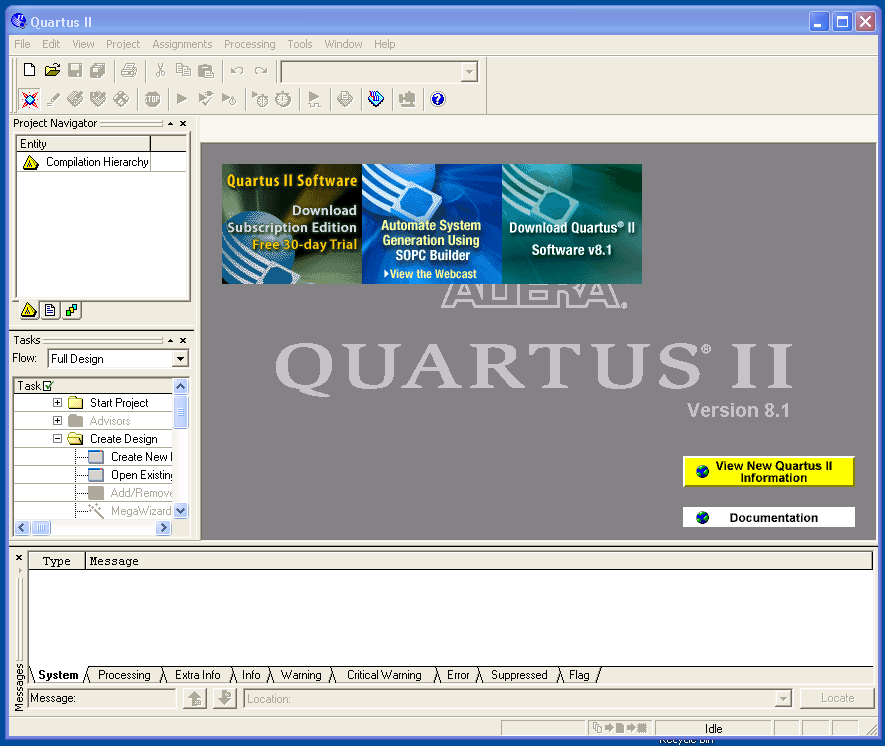 Quartus II
File Edit View Project Assignments Processing Tools Window Help
STOP
Project Navigator
Entity
Compilation Hierarchy
Quartus II Software
Download
Subscription Edition
Free 30-day Trial
Automate System
Generation Using
SOPC Builder
View the Webcast
Download Quartus® II
Software v8.1
ALTERA®
QUARTUS® II
Version 8.1
View New Quartus II
Information
Documentation
Tasks
Flow: Full Design
Task
Start Project
Advisors
Create Design
Create New
Open Existing
Add/Remove
MegaWizard
Type Message
System Processing Extra Info Info Warning Critical Warning Error Suppressed Flag
Messages
Message: Location: Locate
Idle
Recycle Bin